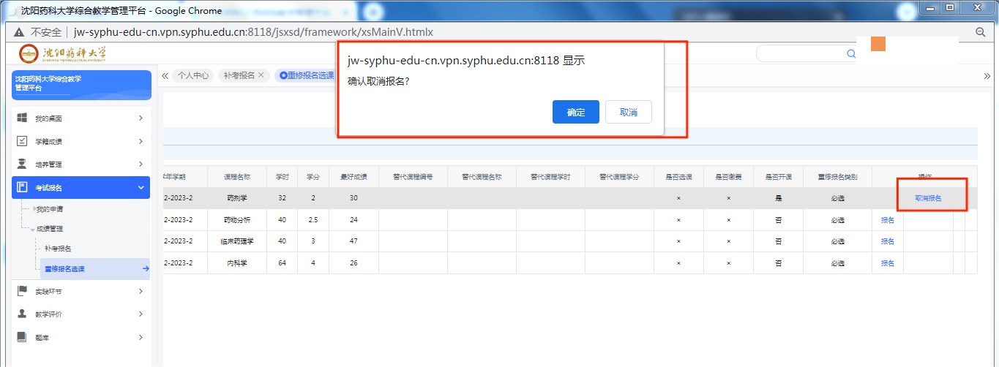 沈阳药科大学综合教学管理平台 - Google Chrome
不安全 | jw-syphu-edu-cn.vpn.syphu.edu.cn:8118/jsxsd/framework/xsMainV.htmlx
沈阳药科大学
SHENYANG PHARMACEUTICAL UNIVERSITY
jw-syphu-edu-cn.vpn.syphu.edu.cn:8118 显示
确认取消报名?
确定 取消
沈阳药科大学综合教学
管理平台
« 个人中心 补考报名 × 重修报名选课 »
我的桌面
学籍成绩
培养管理
考试报名
我的申请
成绩管理
补考报名
重修报名选课
实践环节
教学评价
题库
学年学期 课程名称 学时 学分 最好成绩 替代课程编号 替代课程名称 替代课程学时 替代课程学分 是否选课 是否缴费 是否开课 重修报名类别 操作
2-2023-2 药剂学 32 2 30 × × 是 必选 取消报名
2-2023-2 药物分析 40 2.5 24 × × 否 必选 报名
2-2023-2 临床药理学 40 3 47 × × 否 必选 报名
2-2023-2 内科学 64 4 26 × × 否 必选 报名